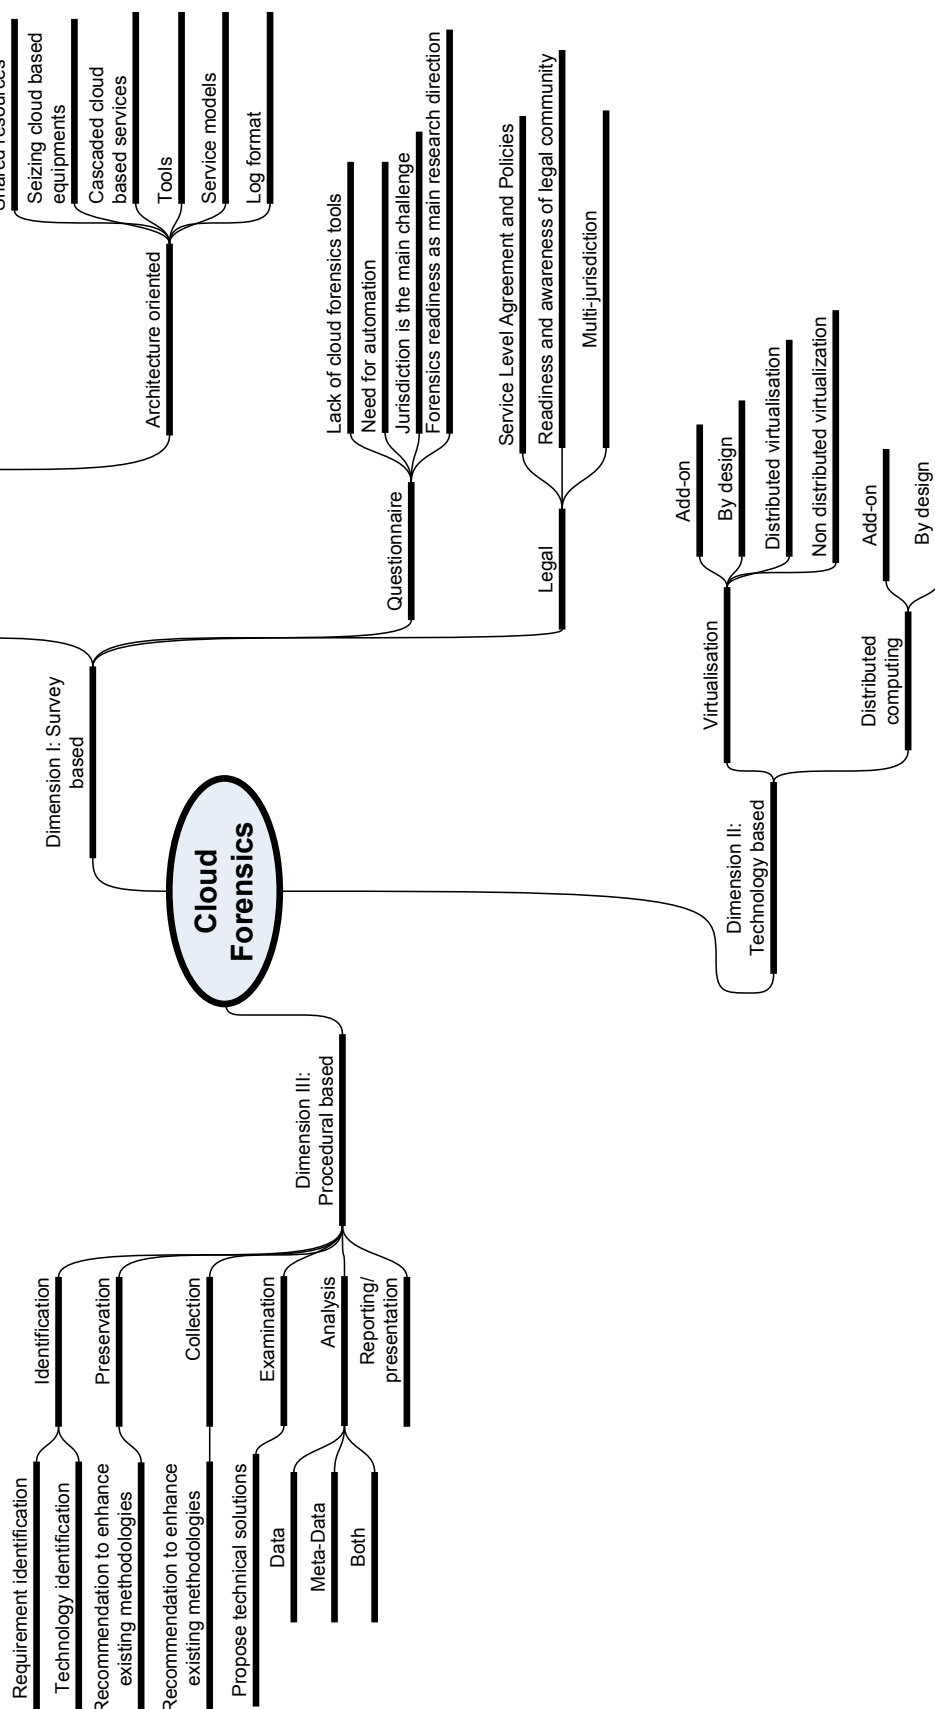 Cloud
Forensics
Dimension I: Survey
based
Architecture oriented
Seizing cloud based
equipments
Cascaded cloud
based services
Tools
Service models
Log format
Questionnaire
Lack of cloud forensics tools
Need for automation
Jurisdiction is the main challenge
Forensics readiness as main research direction
Legal
Service Level Agreement and Policies
Readiness and awareness of legal community
Multi-jurisdiction
Dimension II:
Technology based
Virtualisation
Add-on
By design
Distributed virtualisation
Non distributed virtualization
Distributed
computing
Add-on
By design
Dimension III:
Procedural based
Identification
Requirement identification
Technology identification
Preservation
Recommendation to enhance
existing methodologies
Collection
Recommendation to enhance
existing methodologies
Examination
Propose technical solutions
Analysis
Data
Meta-Data
Both
Reporting/
presentation